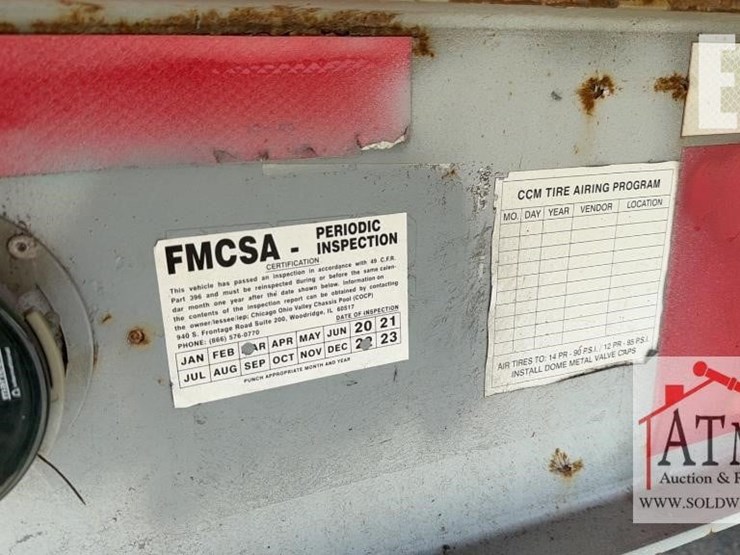 FMCSA - PERIODIC INSPECTION
CERTIFICATION
This vehicle has passed an inspection in accordance with 49 C.F.R.
Part 396 and must be reinspected during or before the same calen-
dar month one year after the date shown below. Information on
the contents of the inspection report can be obtained by contacting
the owner/lessee/iep: Chicago Ohio Valley Chassis Pool (COCP)
940 S. Frontage Road Suite 200, Woodridge, IL 60517
PHONE: (866) 576-0770
DATE OF INSPECTION
JAN FEB AR APR MAY JUN 20 21
JUL AUG SEP OCT NOV DEC 2 23
PUNCH APPROPRIATE MONTH AND YEAR
CCM TIRE AIRING PROGRAM
MO. DAY YEAR VENDOR LOCATION
AIR TIRES TO: 14 PR - 90 P.S.I. / 12 PR - 85 P.S.I.
INSTALL DOME METAL VALVE CAPS
E
ATM
Auction & R
WWW.SOLDW